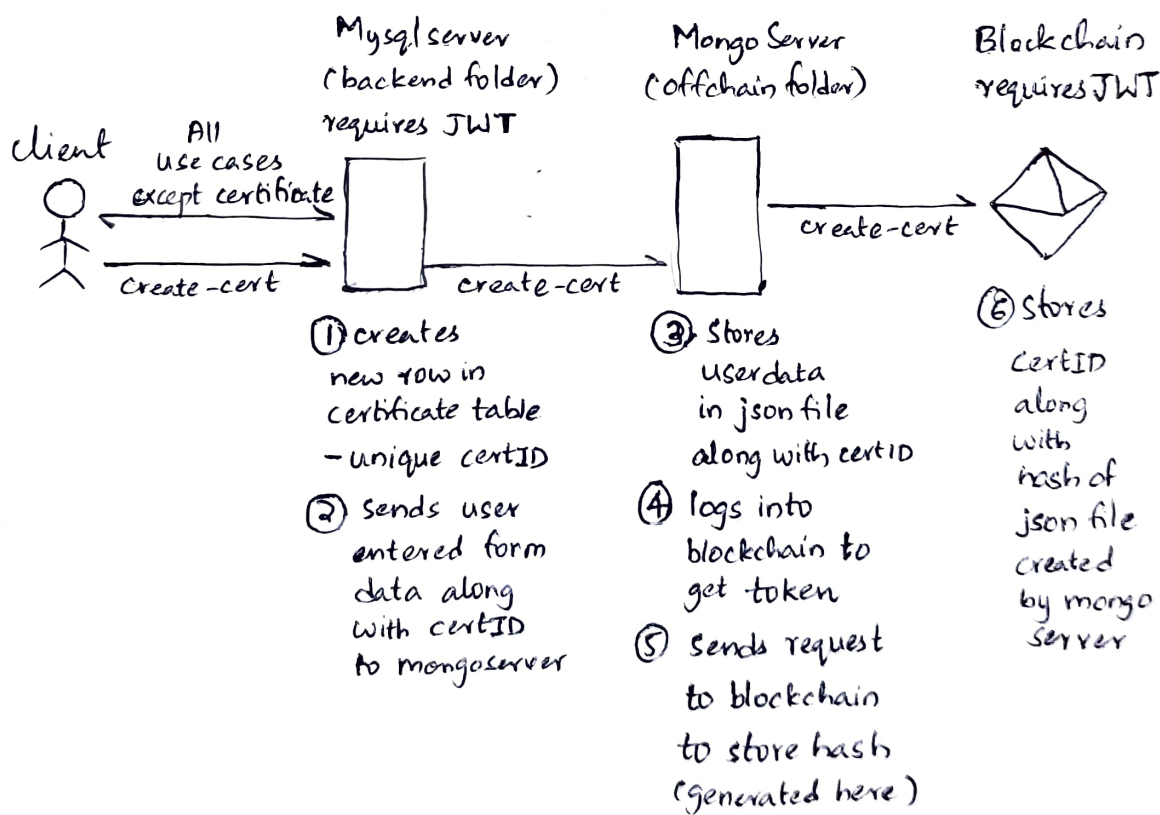 Mysql server
(backend folder)
requires JWT
Mongo Server
(offchain folder)
Blockchain
requires JWT
client
All
use cases
except certificate
create-cert
create-cert
create-cert
① creates
new row in
certificate table
- unique certID
② sends user
entered form
data along
with certID
to mongoserver
③ Stores
userdata
in json file
along with certID
④ logs into
blockchain to
get token
⑤ sends request
to blockchain
to store hash
(generated here)
⑥ stores
certID
along
with
hash of
json file
created
by mongo
server